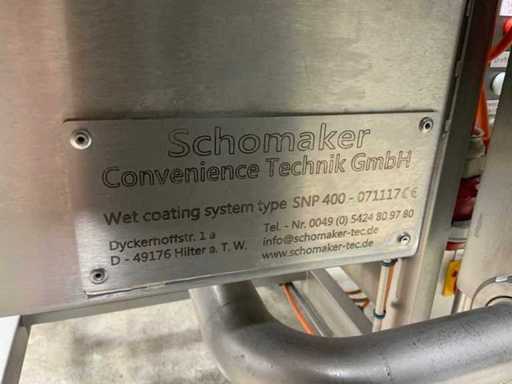 Schomaker
Convenience Technik GmbH
Wet coating system type SNP 400 - 071117 CE
Dyckerhoffstr. 1 a
D - 49176 Hilter a. T. W.
Tel. - Nr. 0049 (0) 5424 80 97 80
info@schomaker-tec.de
www.schomaker-tec.de